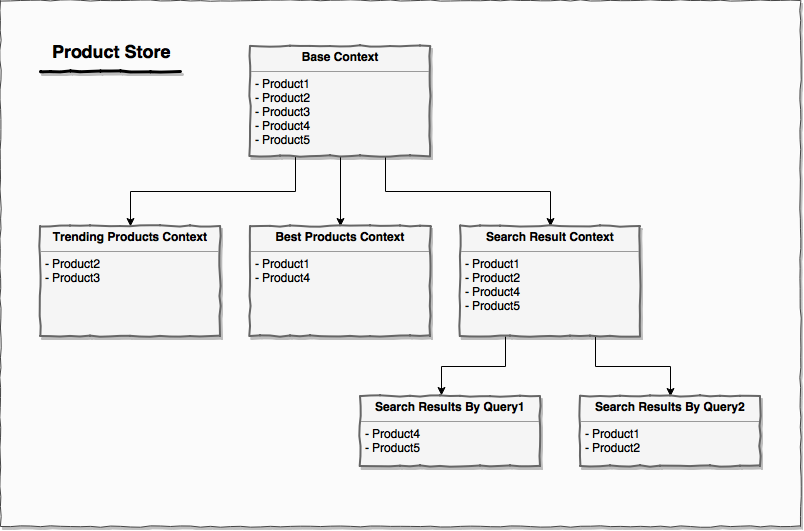 Product Store
Base Context
- Product1
- Product2
- Product3
- Product4
- Product5
Trending Products Context
- Product2
- Product3
Best Products Context
- Product1
- Product4
Search Result Context
- Product1
- Product2
- Product4
- Product5
Search Results By Query1
- Product4
- Product5
Search Results By Query2
- Product1
- Product2